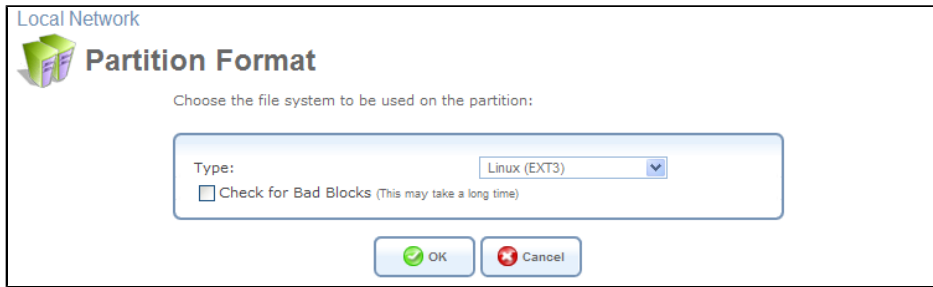 Local Network
Partition Format
Choose the file system to be used on the partition:
Type: Linux (EXT3)
Check for Bad Blocks (This may take a long time)
OK Cancel